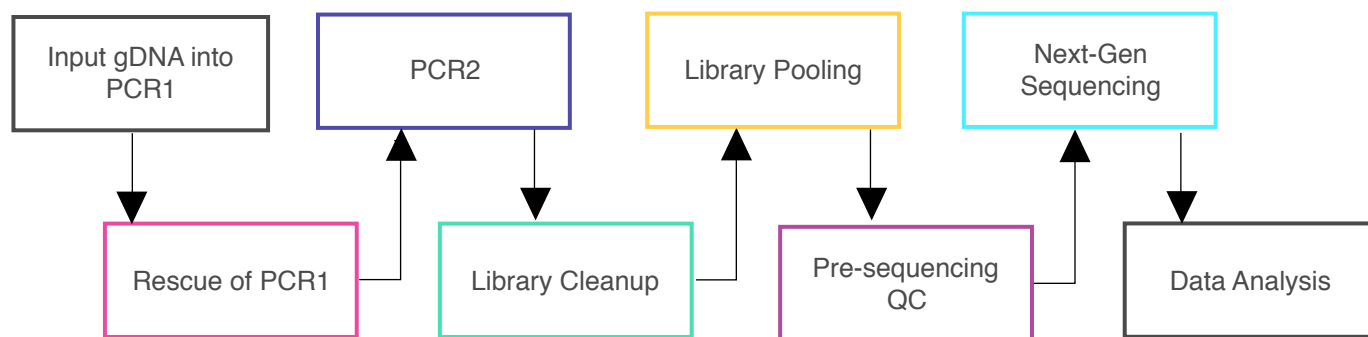 Input gDNA into
PCR1
Rescue of PCR1
PCR2
Library Cleanup
Library Pooling
Pre-sequencing
QC
Next-Gen
Sequencing
Data Analysis